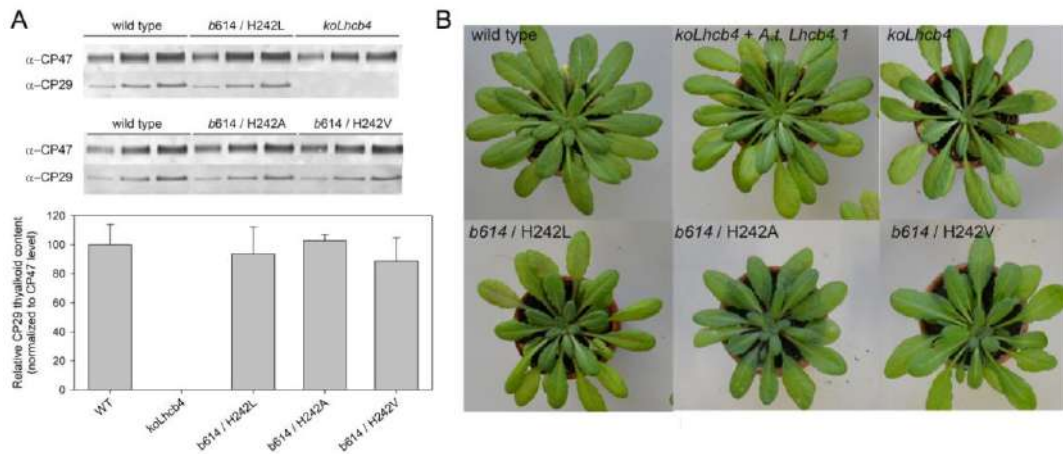 A
wild type b614 / H242L koLhcb4
α-CP47
α-CP29
wild type b614 / H242A b614 / H242V
α-CP47
α-CP29
Relative CP29 thyalkoid content
(normalized to CP47 level)
120
100
80
60
40
20
0
WT
koLhcb4
b614 / H242L
b614 / H242A
b614 / H242V
B
wild type
koLhcb4 + A.t. Lhcb4.1
koLhcb4
b614 / H242L
b614 / H242A
b614 / H242V